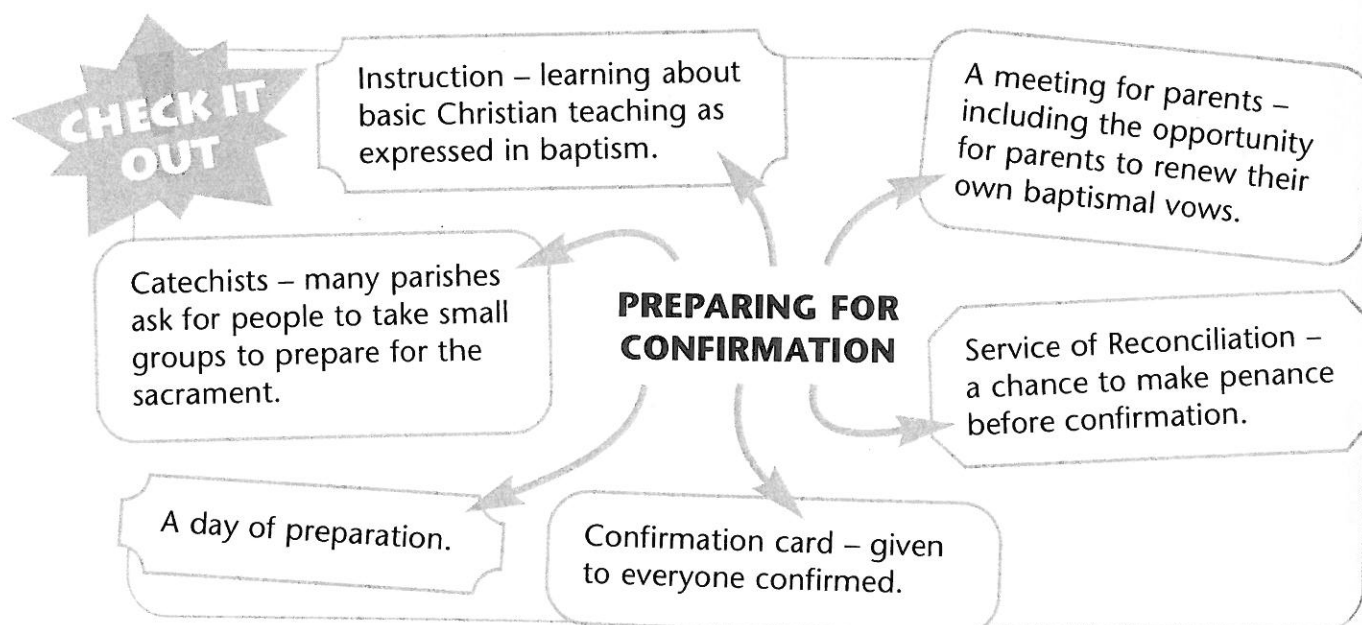 CHECK IT
OUT
Instruction – learning about
basic Christian teaching as
expressed in baptism.
A meeting for parents –
including the opportunity
for parents to renew their
own baptismal vows.
Catechists – many parishes
ask for people to take small
groups to prepare for the
sacrament.
PREPARING FOR
CONFIRMATION
Service of Reconciliation –
a chance to make penance
before confirmation.
A day of preparation.
Confirmation card – given
to everyone confirmed.